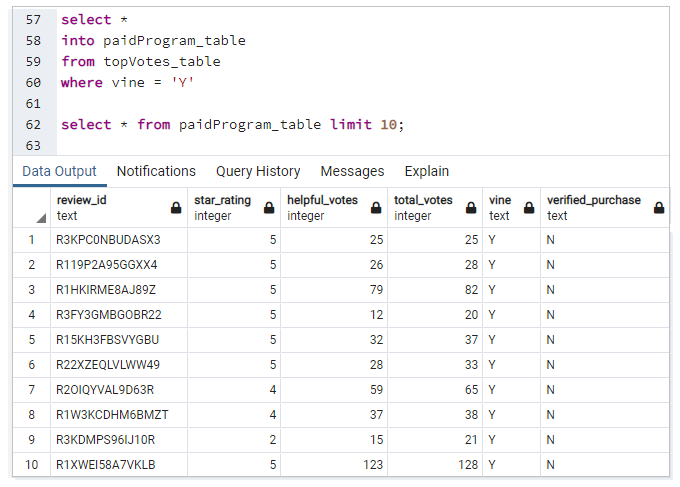 57 select *
58 into paidProgram_table
59 from topVotes_table
60 where vine = 'Y'
61
62 select * from paidProgram_table limit 10;
63
Data Output Notifications Query History Messages Explain
review_id star_rating helpful_votes total_votes vine verified_purchase
text integer integer integer text text
1 R3KPC0NBUDASX3 5 25 25 Y N
2 R119P2A95GGXX4 5 26 28 Y N
3 R1HKIRME8AJ89Z 5 79 82 Y N
4 R3FY3GMBGOBR22 5 12 20 Y N
5 R15KH3FBSVYGBU 5 32 37 Y N
6 R22XZEQLVLWW49 5 28 33 Y N
7 R2OIQYVAL9D63R 4 59 65 Y N
8 R1W3KCDHM6BMZT 4 37 38 Y N
9 R3KDMPS96IJ10R 2 15 21 Y N
10 R1XWEI58A7VKLB 5 123 128 Y N